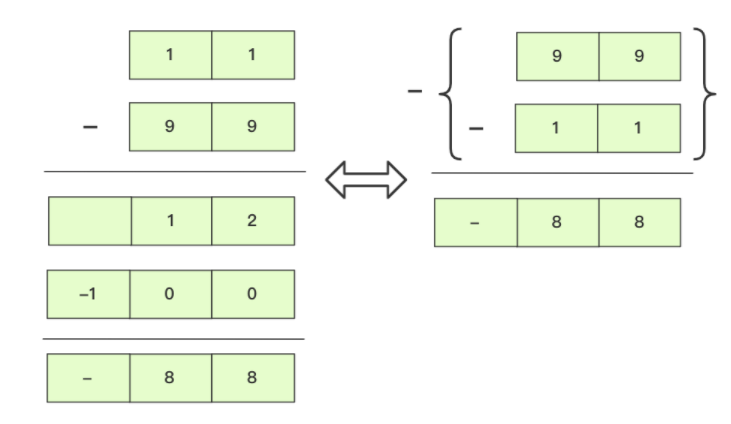 1 1
– 9 9
1 2
–1 0 0
– 8 8
– { 9 9
– 1 1 }
– 8 8